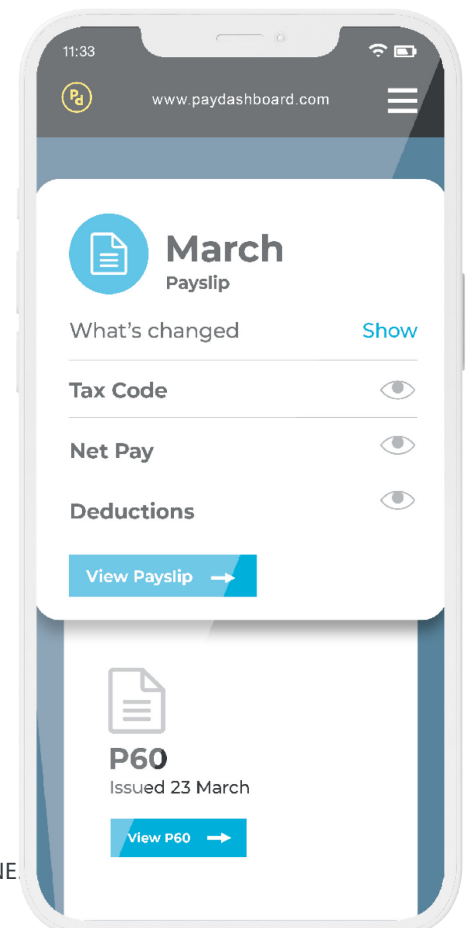 11:33
Pd
www.paydashboard.com
March
Payslip
What's changed Show
Tax Code
Net Pay
Deductions
View Payslip
P60
Issued 23 March
View P60